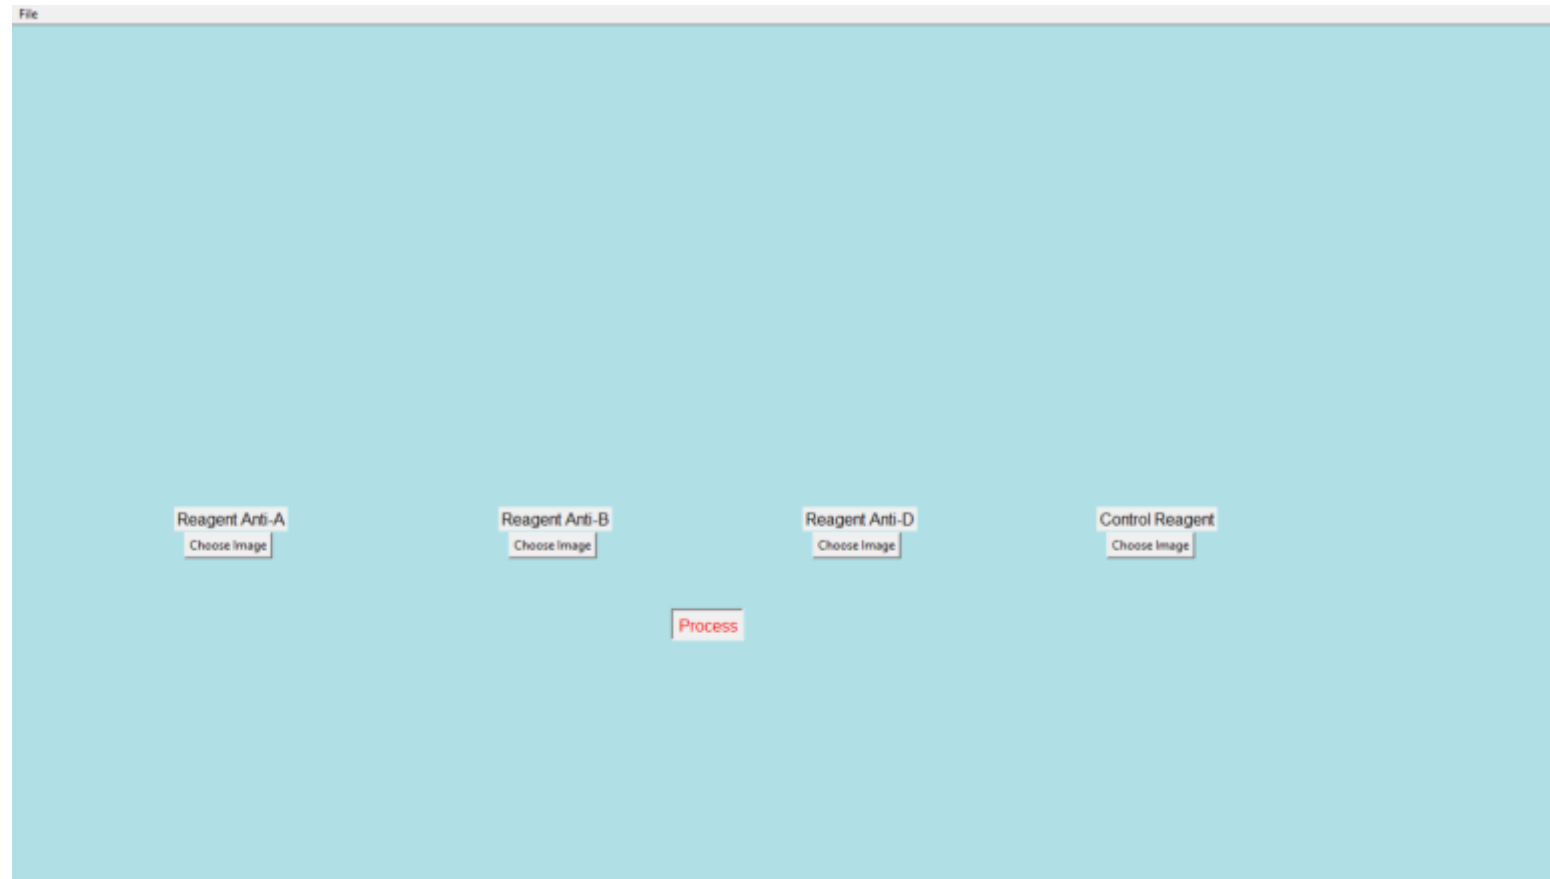 File
Reagent Anti-A
Reagent Anti-B
Reagent Anti-D
Control Reagent
Choose Image
Choose Image
Choose Image
Choose Image
Process